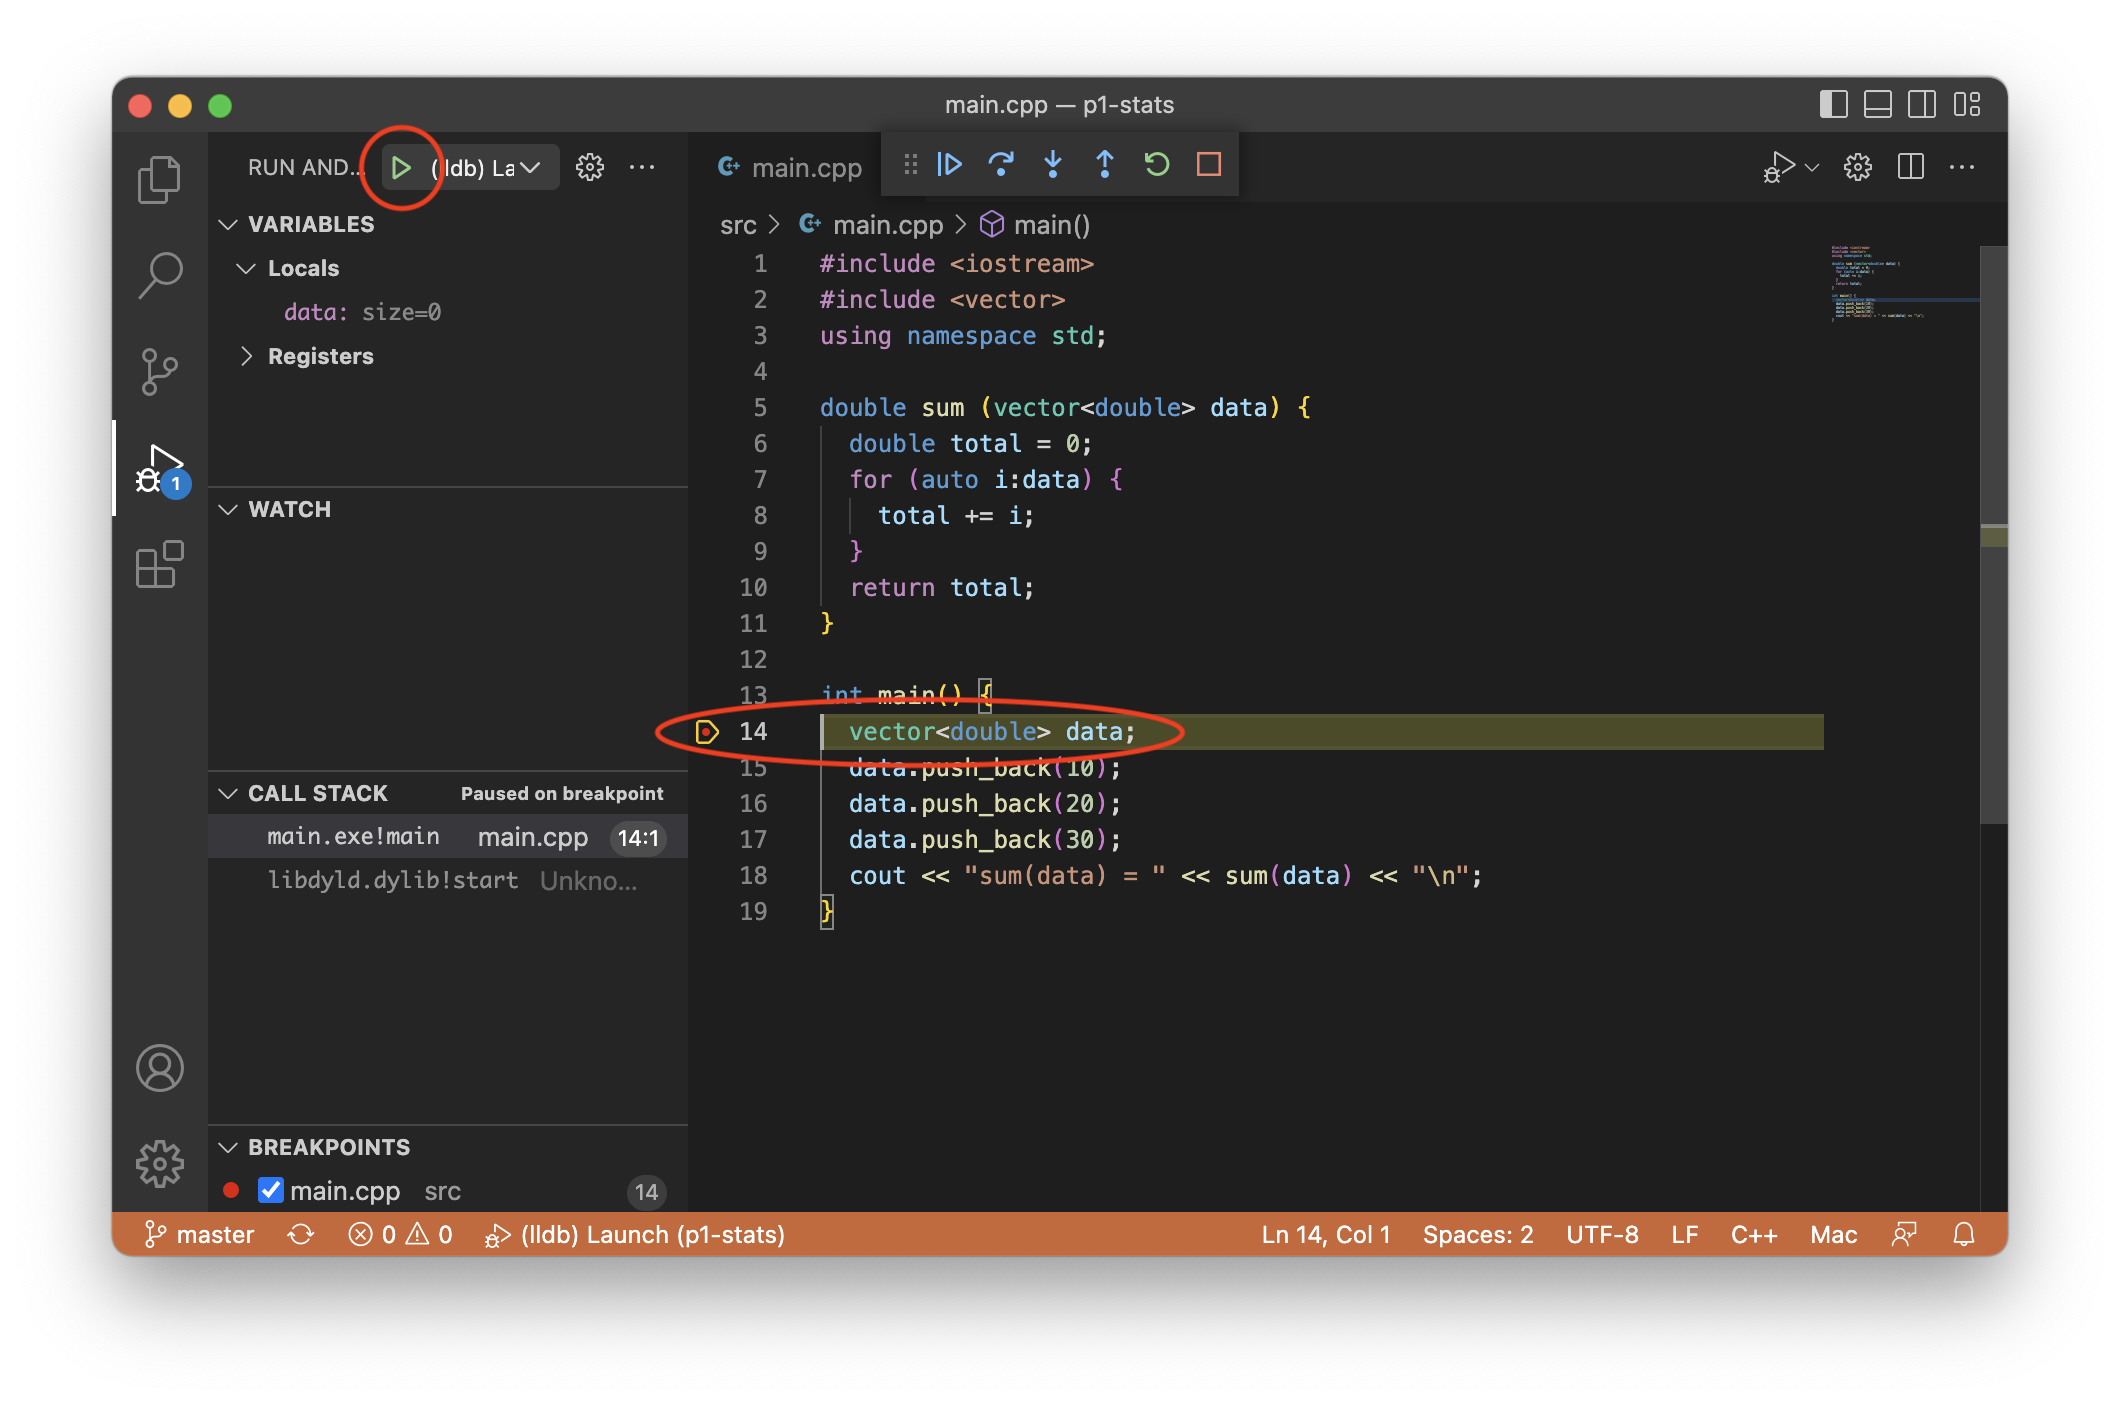 main.cpp — p1-stats
RUN AND...
(lldb) La
main.cpp
src > main.cpp > main()
VARIABLES
Locals
data: size=0
Registers
1
WATCH
CALL STACK Paused on breakpoint
main.exe!main main.cpp 14:1
libdyld.dylib!start Unkno...
BREAKPOINTS
main.cpp src 14
1 #include <iostream>
2 #include <vector>
3 using namespace std;
4
5 double sum (vector<double> data) {
6 double total = 0;
7 for (auto i:data) {
8 total += i;
9 }
10 return total;
11 }
12
13 int main() {
14 vector<double> data;
15 data.push_back(10);
16 data.push_back(20);
17 data.push_back(30);
18 cout << "sum(data) = " << sum(data) << "\n";
19 }
master 0 0 (lldb) Launch (p1-stats) Ln 14, Col 1 Spaces: 2 UTF-8 LF C++ Mac